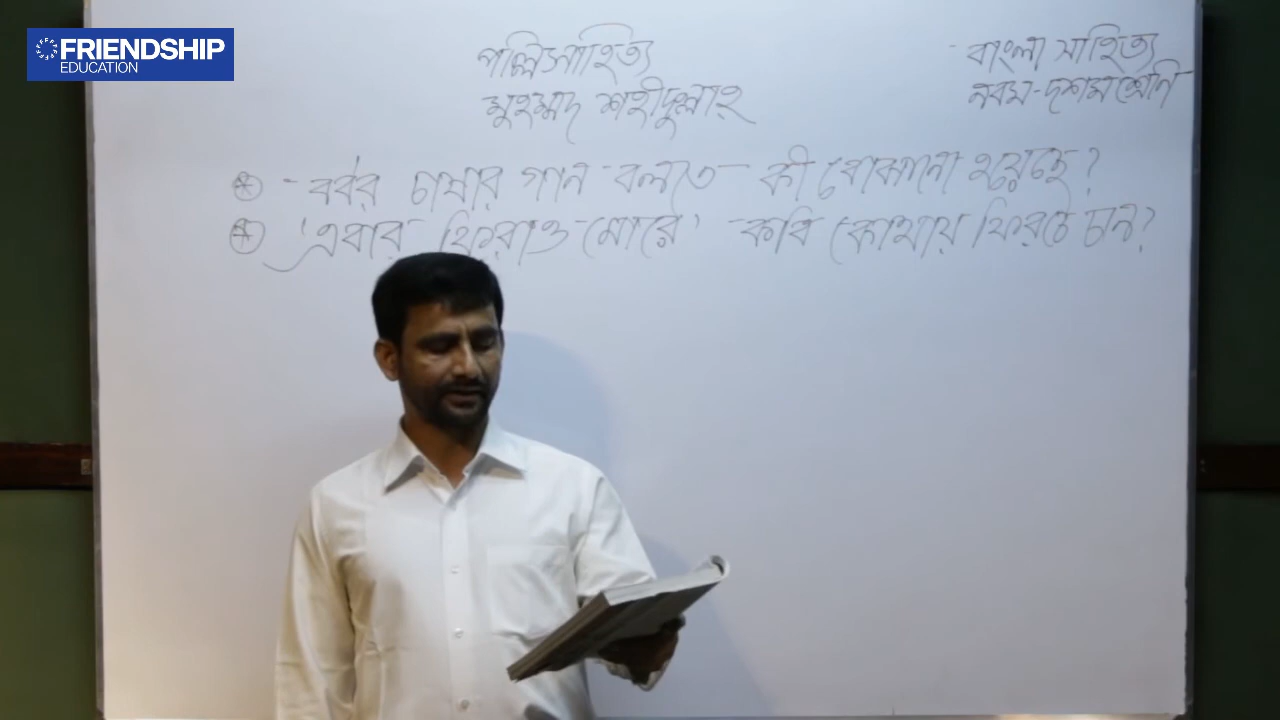 FRIENDSHIP
EDUCATION
পল্লিসাহিত্য
মুহম্মদ শহীদুল্লাহ্
বাংলা সাহিত্য
নবম-দশম শ্রেণি
- বর্বর চাষার গান বলতে কী বোঝানো হয়েছে?
'এবার ফিরাও মোরে' কবি কোথায় ফিরতে চান?